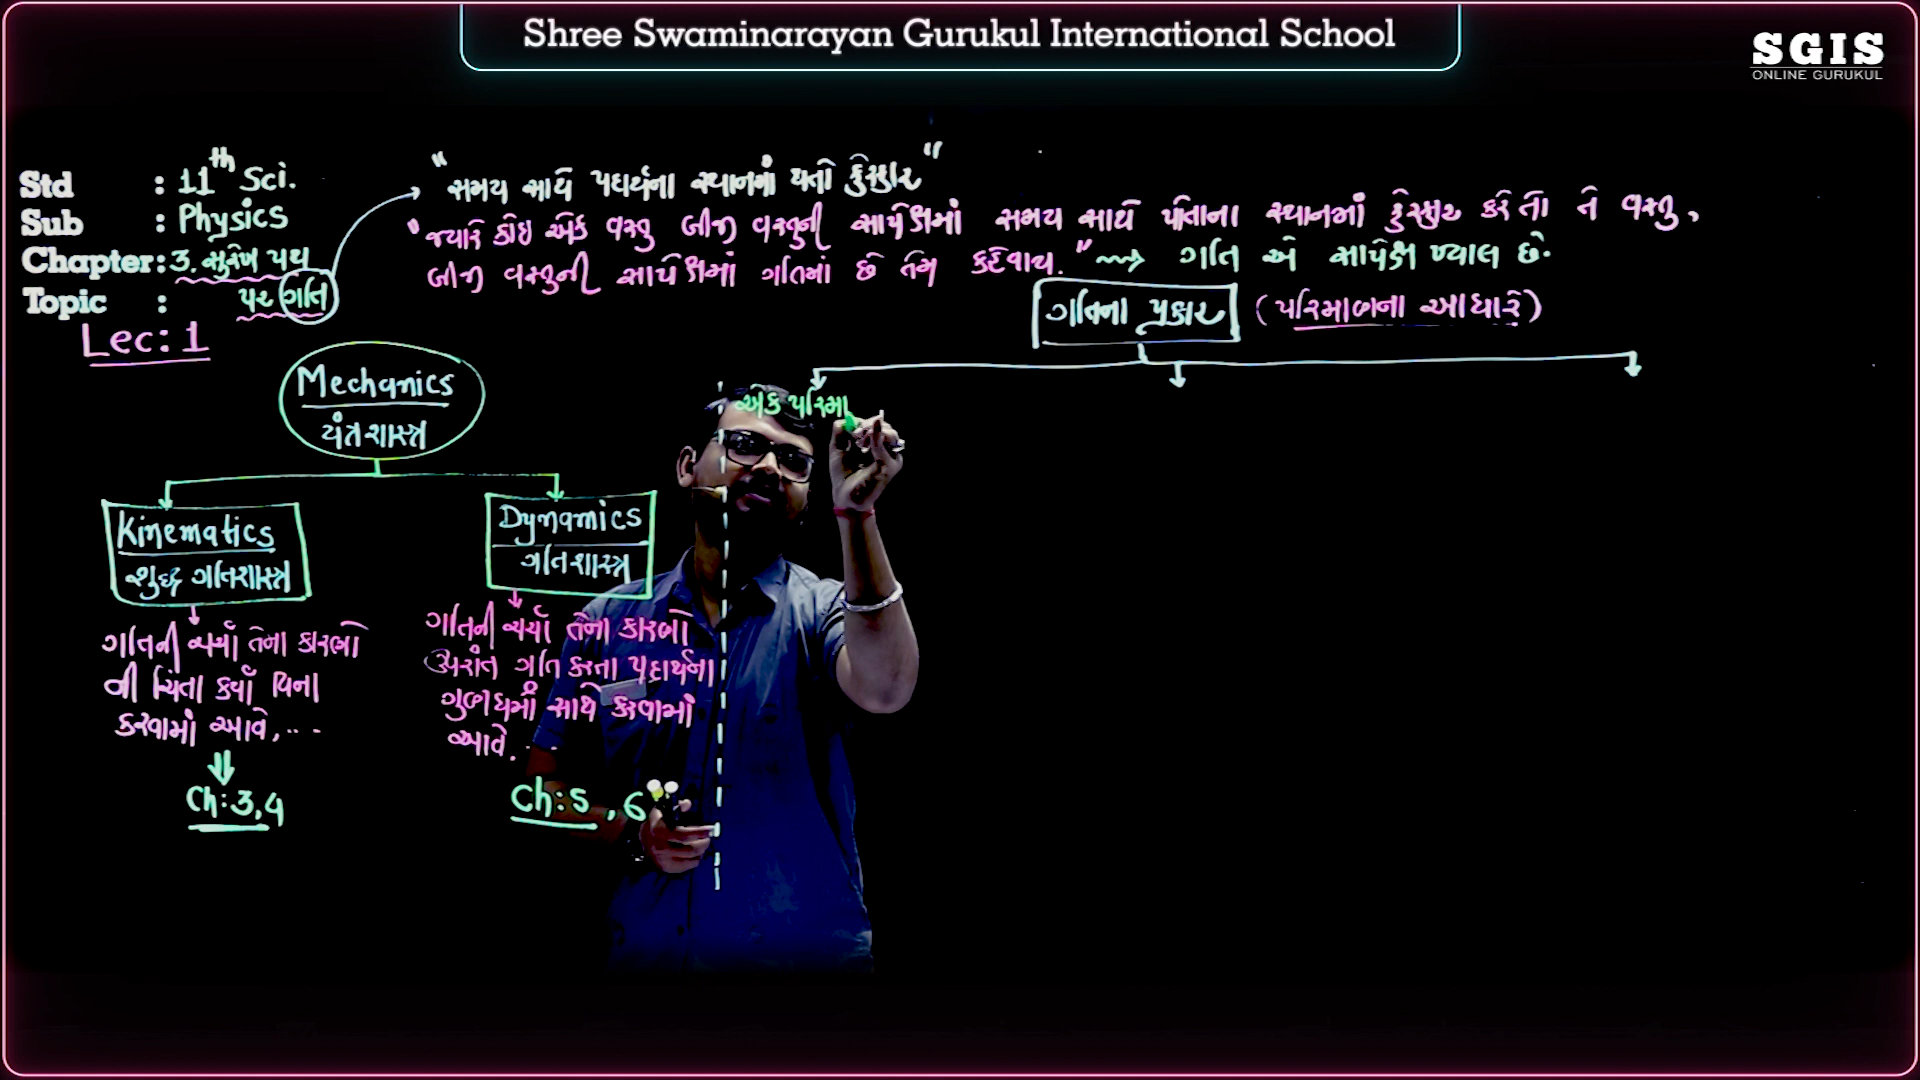 Shree Swaminarayan Gurukul International School
SGIS
ONLINE GURUKUL
Std : 11th Sci.
Sub : Physics
Chapter: 3. સુરેખ પથ
Topic : પર ગતિ
Lec: 1
"સમય સાથે પદાર્થના સ્થાનમાં થતો ફેરફાર"
"જ્યારે કોઇ એક વસ્તુ બીજી વસ્તુની સાપેક્ષમાં સમય સાથે પોતાના સ્થાનમાં ફેરફાર કરે તો તે વસ્તુ,
બીજી વસ્તુની સાપેક્ષમાં ગતિમાં છે તેમ કહેવાય." ગતિ એ સાપેક્ષ ખ્યાલ છે.
ગતિના પ્રકાર (પરિમાણના આધારે)
એક પરિમા
Mechanics
યંત્રશાસ્ત્ર
Kinematics
શુદ્ધ ગતિશાસ્ત્ર
ગતિની ચર્ચા તેના કારણો
ની ચિંતા કર્યા વિના
કરવામાં આવે,...
Ch:3,4
Dynamics
ગતિશાસ્ત્ર
ગતિની ચર્ચા તેના કારણો
ઉપરાંત ગતિ કરતા પદાર્થના
ગુણધર્મો સાથે કરવામાં
આવે...
Ch:5,6